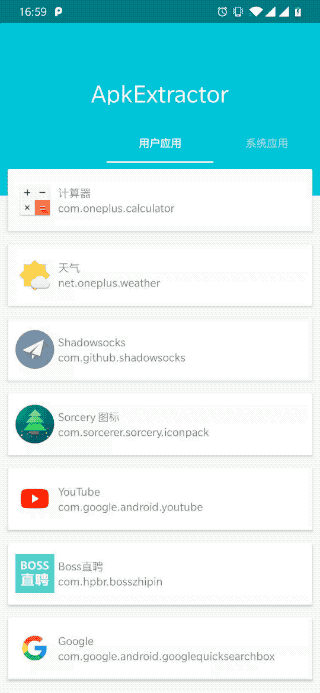 16:59
ApkExtractor
用户应用
系统应用
计算器
com.oneplus.calculator
天气
net.oneplus.weather
Shadowsocks
com.github.shadowsocks
Sorcery 图标
com.sorcerer.sorcery.iconpack
YouTube
com.google.android.youtube
BOSS
直聘
Boss直聘
com.hpbr.bosszhipin
Google
com.google.android.googlequicksearchbox